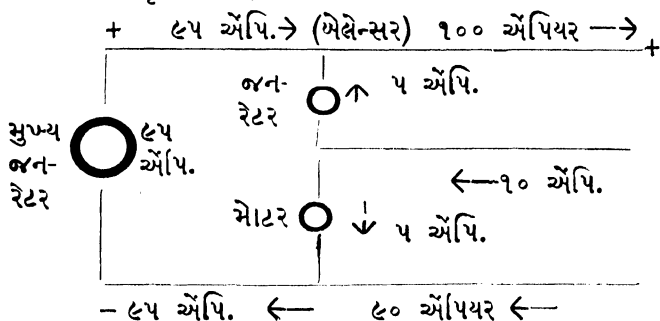 + ૯૫ ઍંપિ.→ (બેલેન્સર) ૧૦૦ ઍંપિયર —→ +
જન-
રેટર
↑ ૫ ઍંપિ.
મુખ્ય
જન-
રેટર
૯૫
ઍંપિ.
←—૧૦ ઍંપિ.
મોટર
↓ ૫ ઍંપિ.
– ૯૫ ઍંપિ. ←— ૯૦ ઍંપિયર ←—